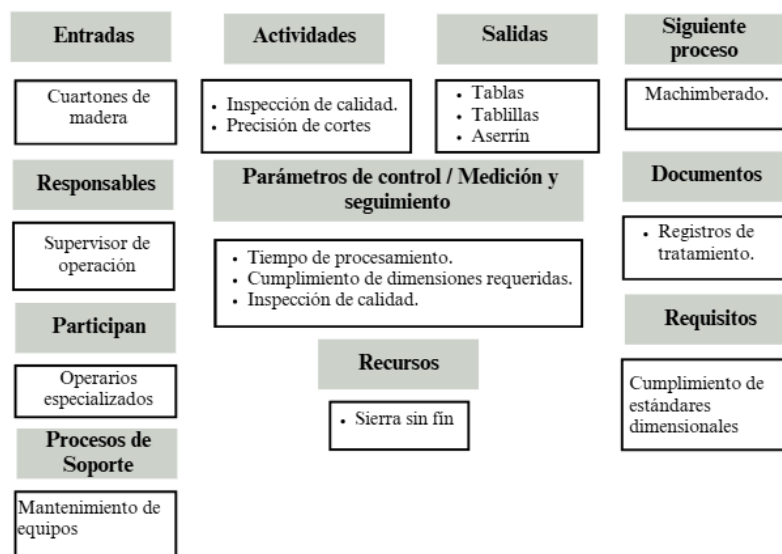 Entradas
Cuartones de
madera
Actividades
• Inspección de calidad.
• Precisión de cortes
Salidas
• Tablas
• Tablillas
• Aserrín
Siguiente
proceso
Machimberado.
Responsables
Supervisor de
operación
Parámetros de control / Medición y
seguimiento
• Tiempo de procesamiento.
• Cumplimiento de dimensiones requeridas.
• Inspección de calidad.
Documentos
• Registros de
tratamiento.
Participan
Operarios
especializados
Recursos
• Sierra sin fín
Requisitos
Cumplimiento de
estándares
dimensionales
Procesos de
Soporte
Mantenimiento de
equipos